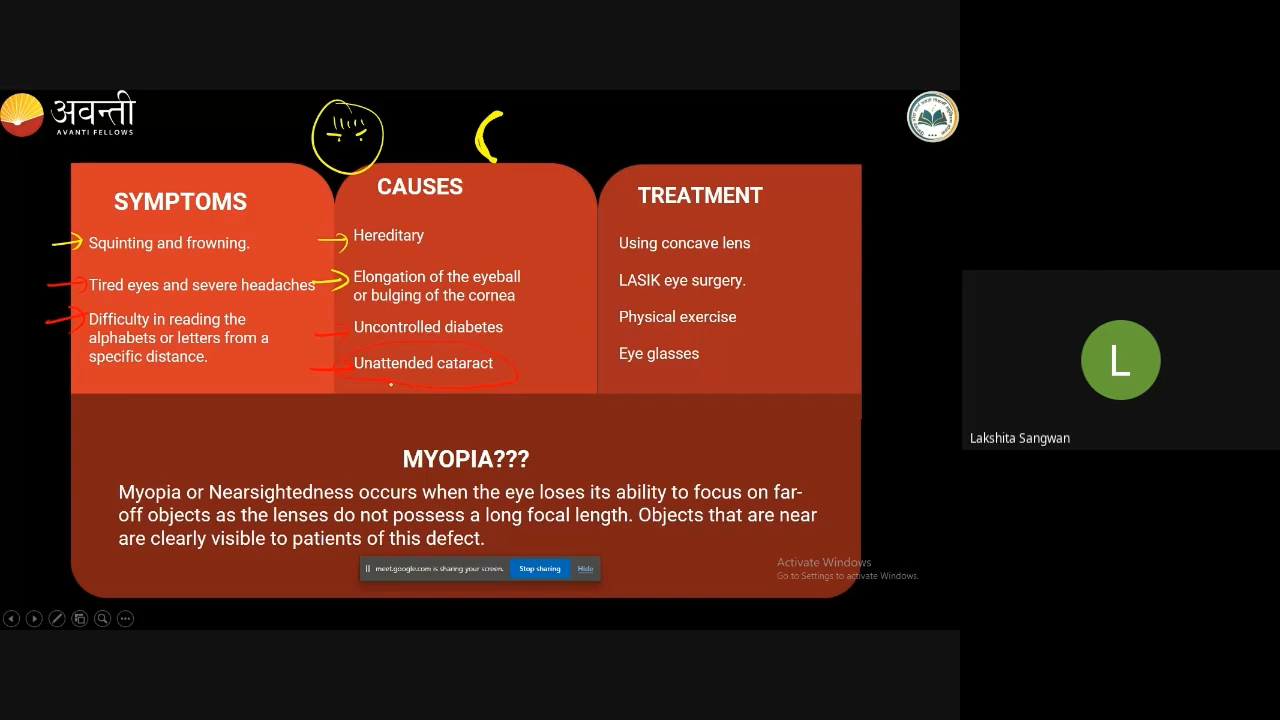 अवन्ती
AVANTI FELLOWS
SYMPTOMS
Squinting and frowning.
Tired eyes and severe headaches
Difficulty in reading the
alphabets or letters from a
specific distance.
CAUSES
Hereditary
Elongation of the eyeball
or bulging of the cornea
Uncontrolled diabetes
Unattended cataract
TREATMENT
Using concave lens
LASIK eye surgery.
Physical exercise
Eye glasses
MYOPIA???
Myopia or Nearsightedness occurs when the eye loses its ability to focus on far-
off objects as the lenses do not possess a long focal length. Objects that are near
are clearly visible to patients of this defect.
meet.google.com is sharing your screen.
Stop sharing
Hide
Activate Windows
Go to Settings to activate Windows.
L
Lakshita Sangwan